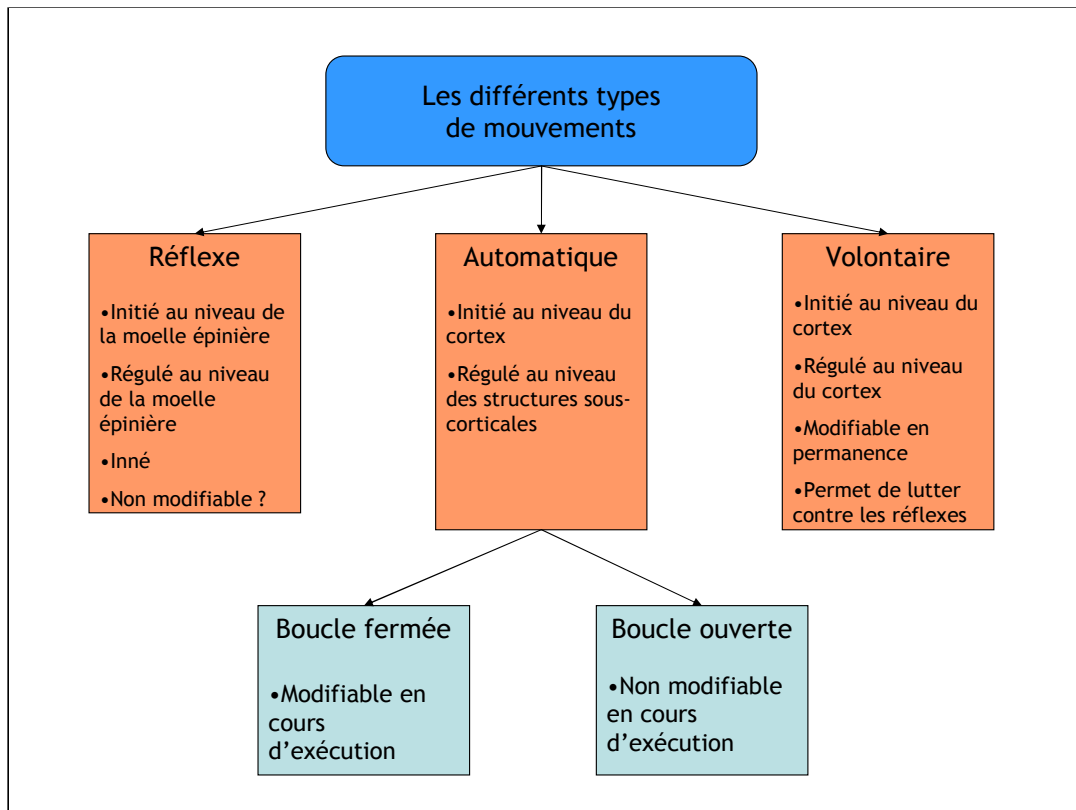 Les différents types
de mouvements
Réflexe
•Initié au niveau de
la moelle épinière
•Régulé au niveau
de la moelle
épinière
•Inné
•Non modifiable ?
Automatique
•Initié au niveau du
cortex
•Régulé au niveau
des structures sous-
corticales
Volontaire
•Initié au niveau du
cortex
•Régulé au niveau
du cortex
•Modifiable en
permanence
•Permet de lutter
contre les réflexes
Boucle fermée
•Modifiable en
cours
d’exécution
Boucle ouverte
•Non modifiable
en cours
d’exécution